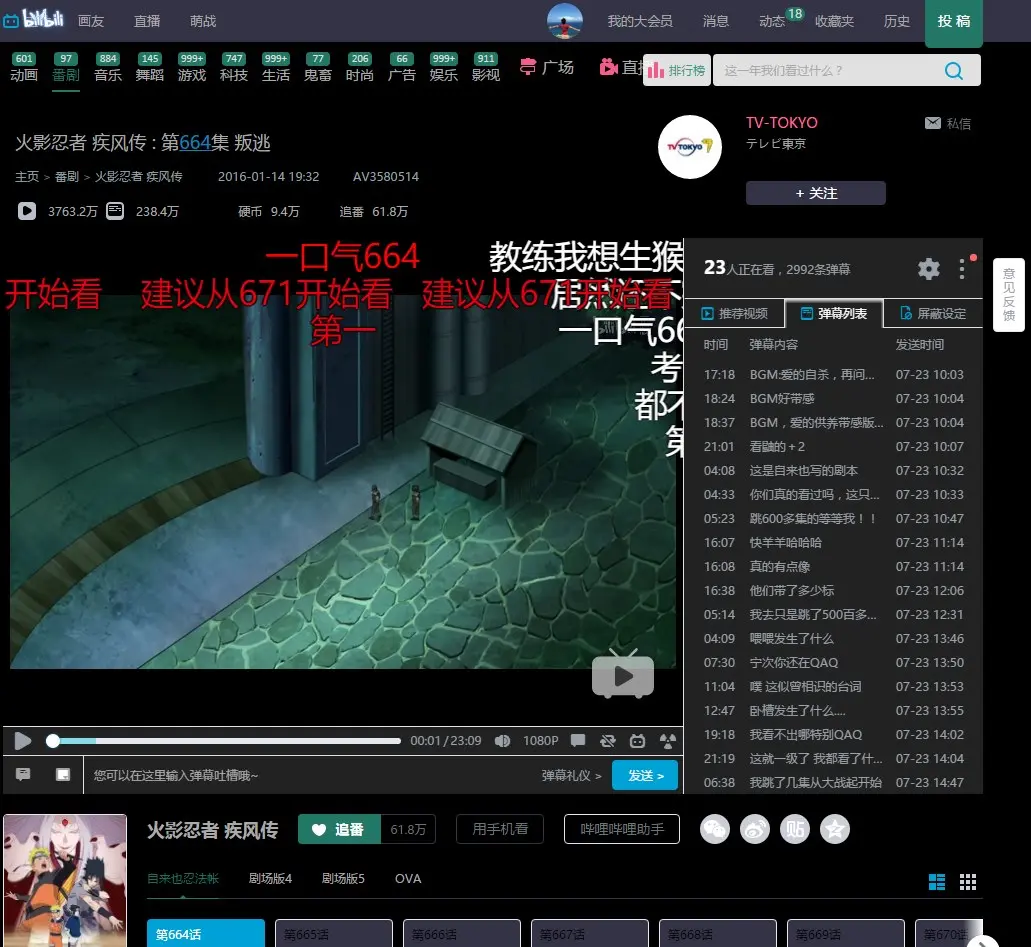 bilibili 画友 直播 萌战 我的大会员 消息 动态 18 收藏夹 历史 投稿
601 97 884 145 999+ 747 999+ 77 206 66 999+ 911
动画 番剧 音乐 舞蹈 游戏 科技 生活 鬼畜 时尚 广告 娱乐 影视 广场 直播 排行榜 这一年我们看过什么？
火影忍者 疾风传 : 第664集 叛逃
主页 > 番剧 > 火影忍者 疾风传 2016-01-14 19:32 AV3580514
3763.2万 238.4万 硬币 9.4万 追番 61.8万
TV TOKYO 7
TV-TOKYO
テレビ東京
私信
+ 关注
一口气664
教练我想生猴
开始看 建议从671开始看 建议从671开始看
第一
一口气66
考
都不
第
23人正在看，2992条弹幕
意见反馈
推荐视频 弹幕列表 屏蔽设定
时间 弹幕内容 发送时间
17:18 BGM:爱的自杀，再问... 07-23 10:03
18:24 BGM好带感 07-23 10:04
18:37 BGM，爱的供养带感版... 07-23 10:04
21:01 看鼬的＋2 07-23 10:07
04:08 这是自来也写的剧本 07-23 10:32
04:33 你们真的看过吗，这只... 07-23 10:33
05:23 跳600多集的等等我！！ 07-23 10:47
16:07 快羊羊哈哈哈 07-23 11:14
16:08 真的有点像 07-23 11:14
16:38 他们带了多少标 07-23 12:06
05:14 我去只是跳了500百多... 07-23 12:31
04:09 喂喂发生了什么 07-23 13:46
07:30 宁次你还在QAQ 07-23 13:50
11:04 噗 这似曾相识的台词 07-23 13:53
12:47 卧槽发生了什么.... 07-23 13:55
19:18 我看不出哪特别QAQ 07-23 14:02
21:19 这就一级了 我都看了什... 07-23 14:04
06:38 我跳了几集从大战起开始 07-23 14:47
00:01 / 23:09 1080P
您可以在这里输入弹幕吐槽哦~ 弹幕礼仪 > 发送 >
火影忍者 疾风传 追番 61.8万 用手机看 哔哩哔哩助手 贴
自来也忍法帐 剧场版4 剧场版5 OVA
第664话 第665话 第666话 第667话 第668话 第669话 第670话